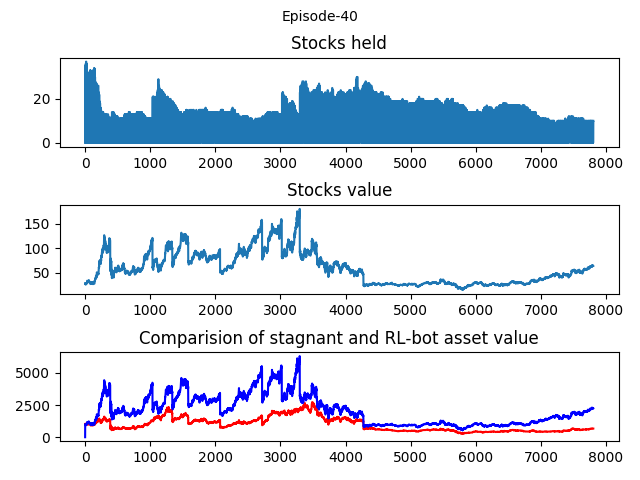 Episode-40
Stocks held
20
0
0 1000 2000 3000 4000 5000 6000 7000 8000
Stocks value
150
100
50
0 1000 2000 3000 4000 5000 6000 7000 8000
Comparision of stagnant and RL-bot asset value
5000
2500
0
0 1000 2000 3000 4000 5000 6000 7000 8000